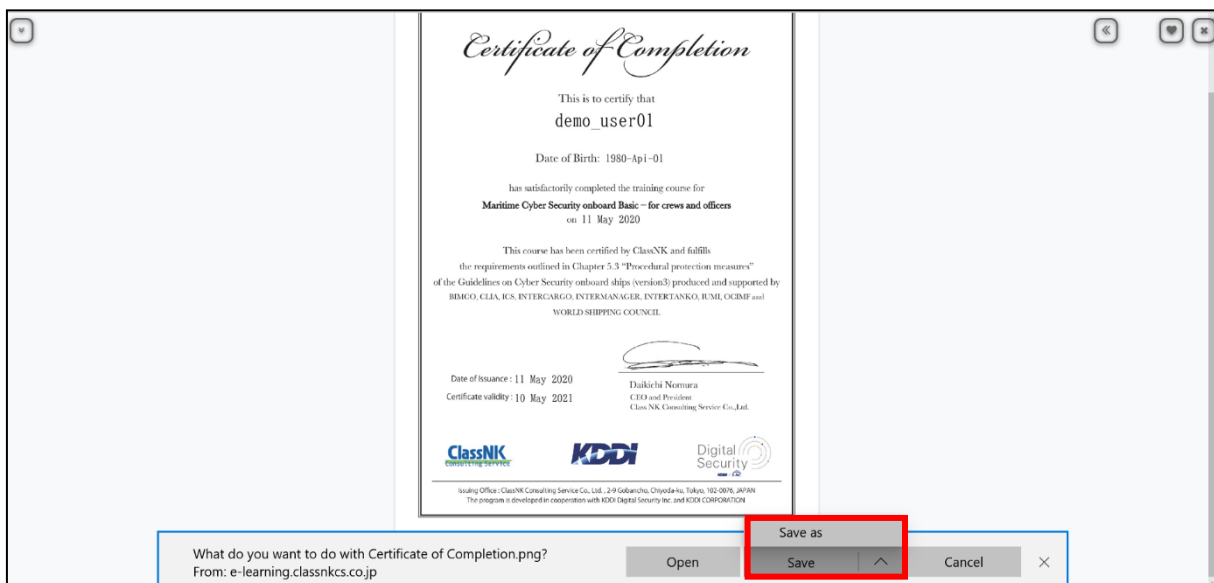 Certificate of Completion
This is to certify that
demo_user01
Date of Birth: 1980-Api-01
has satisfactorily completed the training course for
Maritime Cyber Security onboard Basic – for crews and officers
on 11 May 2020
This course has been certified by ClassNK and fulfills
the requirements outlined in Chapter 5.3 “Procedural protection measures”
of the Guidelines on Cyber Security onboard ships (version3) produced and supported by
BIMCO, CLIA, ICS, INTERCARGO, INTERMANAGER, INTERTANKO, IUMI, OCIMF and
WORLD SHIPPING COUNCIL
Date of Issuance : 11 May 2020
Certificate validity : 10 May 2021
Daikichi Nomura
CEO and President
Class NK Consulting Service Co.,Ltd.
ClassNK
Consulting Service
KDDI
Digital
Security
Issuing Office : ClassNK Consulting Service Co., Ltd. , 2-9 Gobancho, Chiyoda-ku, Tokyo, 102-0076, JAPAN
The program is developed in cooperation with KDDI Digital Security Inc. and KDDI CORPORATION
Save as
What do you want to do with Certificate of Completion.png?
From: e-learning.classnkcs.co.jp
Open
Save
Cancel